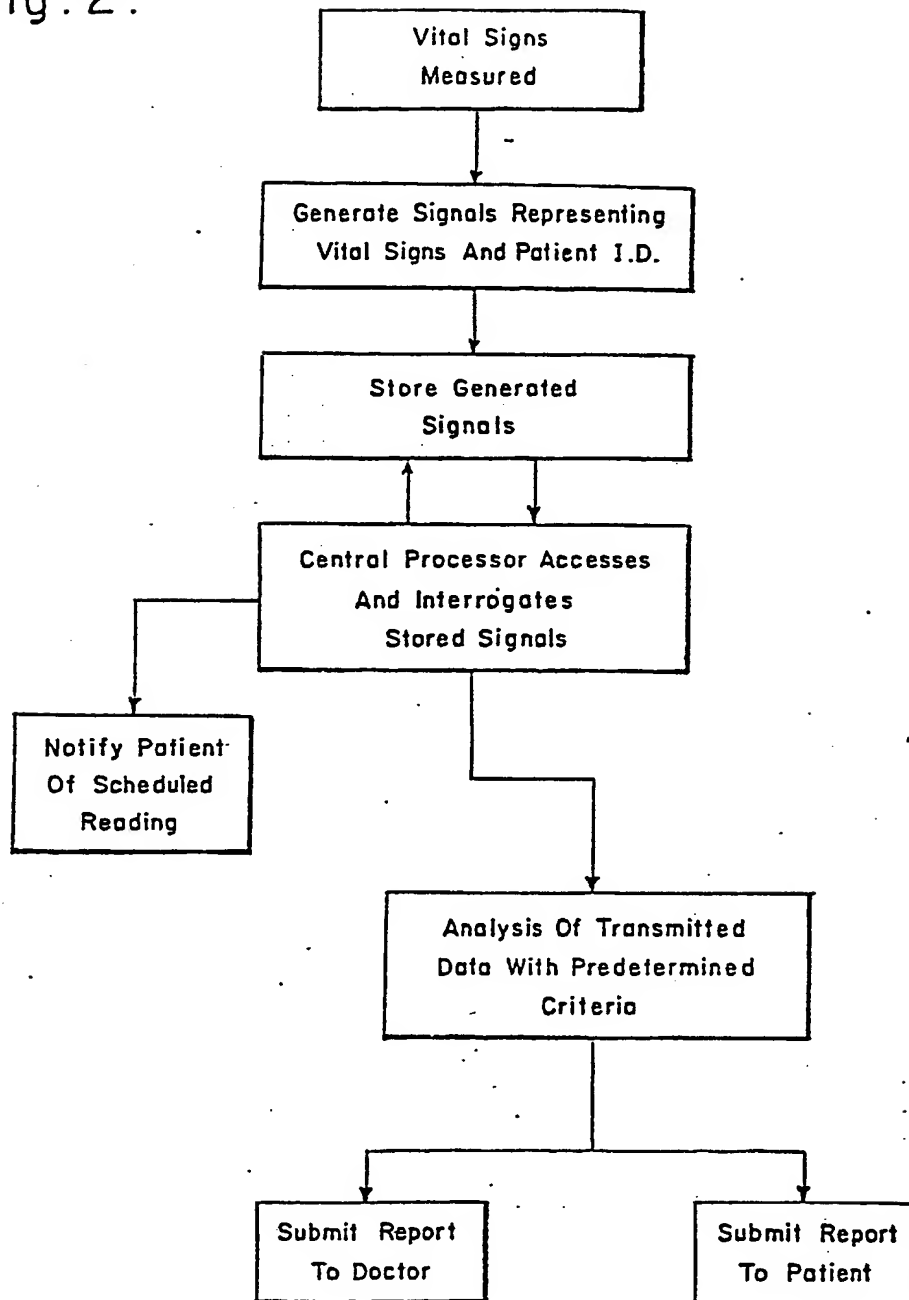 ig. 2.
Vital Signs
Measured
Generate Signals Representing
Vital Signs And Patient I.D.
Store Generated
Signals
Central Processor Accesses
And Interrogates
Stored Signals
Notify Patient
Of Scheduled
Reading
Analysis Of Transmitted
Data With Predetermined
Criteria
Submit Report
To Doctor
Submit Report
To Patient